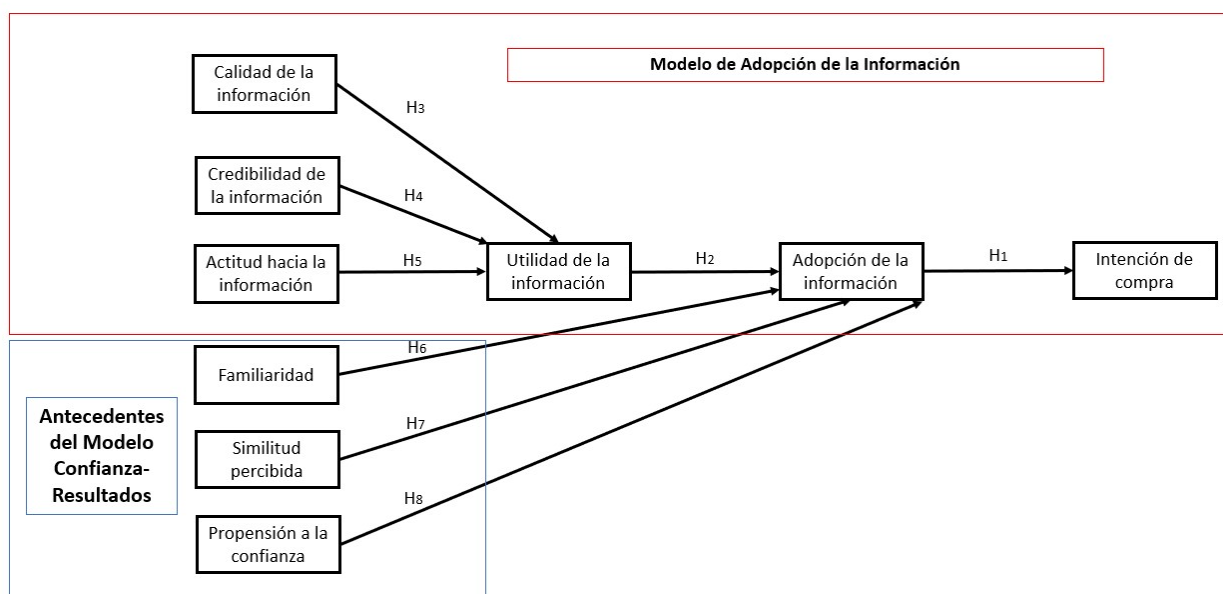 Modelo de Adopción de la Información
Calidad de la
información
H3
Credibilidad de
la información
H4
Actitud hacia la
información
H5
Utilidad de la
información
H2
Adopción de la
información
H1
Intención de
compra
H6
Familiaridad
Antecedentes
del Modelo
Confianza-
Resultados
H7
Similitud
percibida
H8
Propensión a la
confianza